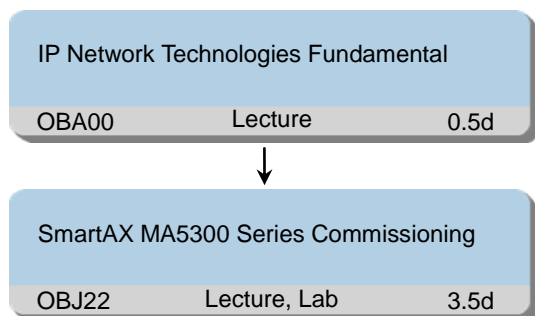 IP Network Technologies Fundamental
OBA00 Lecture 0.5d
SmartAX MA5300 Series Commissioning
OBJ22 Lecture, Lab 3.5d